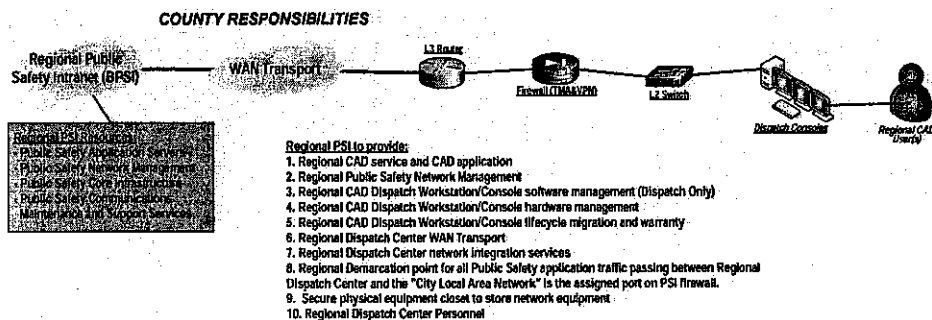 COUNTY RESPONSIBILITIES
Regional Public
Safety Intranet (BPSI)
WAN Transport
L3 Router
Firewall (TMA&VPN)
L2 Switch
Dispatch Consoles
Regional CAD
User(s)
Regional PSI
- Public Safety Application Servers
- Public Safety Network Management
- Public Safety Core Infrastructure
- Public Safety Communications
Maintenance and Support Services
Regional PSI to provide:
1. Regional CAD service and CAD application
2. Regional Public Safety Network Management
3. Regional CAD Dispatch Workstation/Console software management (Dispatch Only)
4. Regional CAD Dispatch Workstation/Console hardware management
5. Regional CAD Dispatch Workstation/Console lifecycle migration and warranty
6. Regional Dispatch Center WAN Transport
7. Regional Dispatch Center network integration services
8. Regional Demarcation point for all Public Safety application traffic passing between Regional
Dispatch Center and the "City Local Area Network" is the assigned port on PSI firewall.
9. Secure physical equipment closet to store network equipment
10. Regional Dispatch Center Personnel